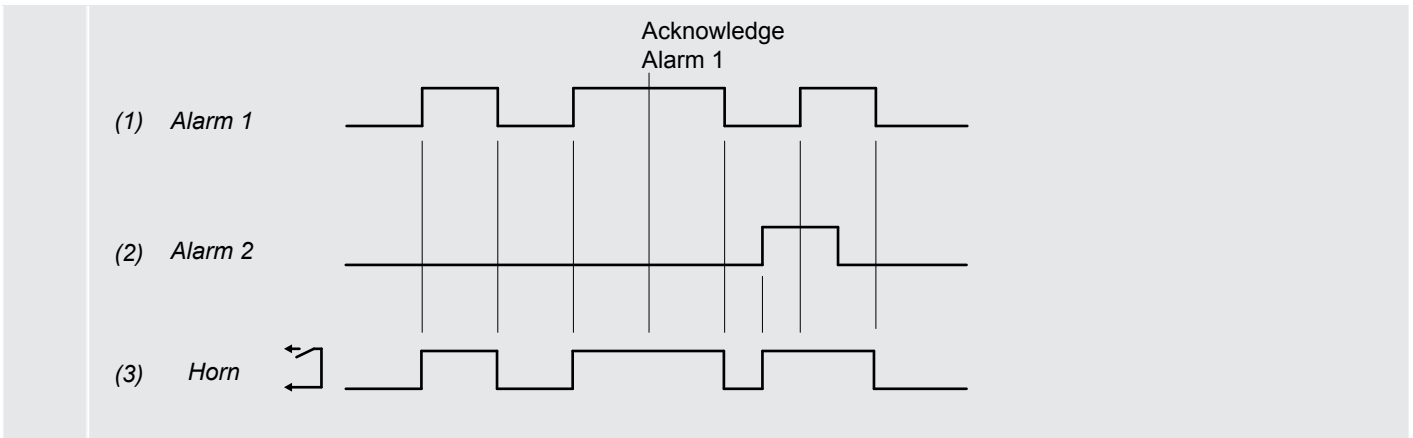 Acknowledge
Alarm 1
(1) Alarm 1
(2) Alarm 2
(3) Horn